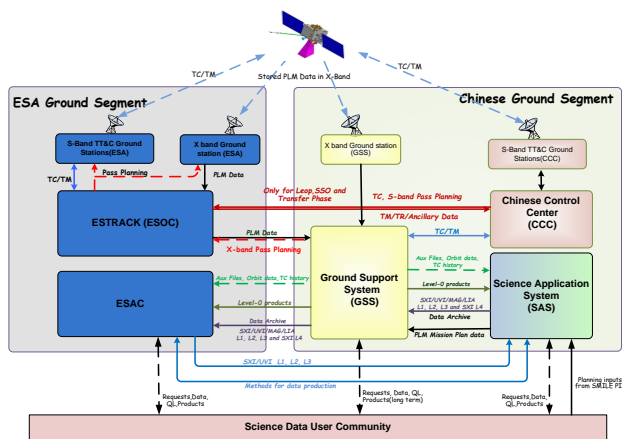 TC/TM
TC/TM
Stored PLM Data in X-Band
ESA Ground Segment
Chinese Ground Segment
S-Band TT&C Ground
Stations(ESA)
X band Ground
station (ESA)
X band Ground station
(GSS)
S-Band TT&C Ground
Stations(CCC)
TC/TM
Pass Planning
PLM Data
Only for Leop,SSO and
Transfer Phase
TC, S-band Pass Planning
ESTRACK (ESOC)
TM/TR/Ancillary Data
Chinese Control
Center
(CCC)
PLM Data
TC/TM
X-band Pass Planning
Aux Files, Orbit data, TC history
Ground Support
System
(GSS)
Aux Files, Orbit data,
TC history
ESAC
Level-0 products
Level-0 products
Science Application
System
(SAS)
Data Archive
SXI/UVI/MAG/LIA
L1, L2, L3 and SXI L4
SXI/UVI/MAG/LIA
L1, L2, L3 and SXI L4
Data Archive
PLM Mission Plan data
SXI/UVI L1, L2, L3
Methods for data production
Requests,Data,
QL,Products
Requests, Data, QL,
Products(long term)
Requests,Data,
QL,Products
Planning inputs
from SMILE PI
Science Data User Community